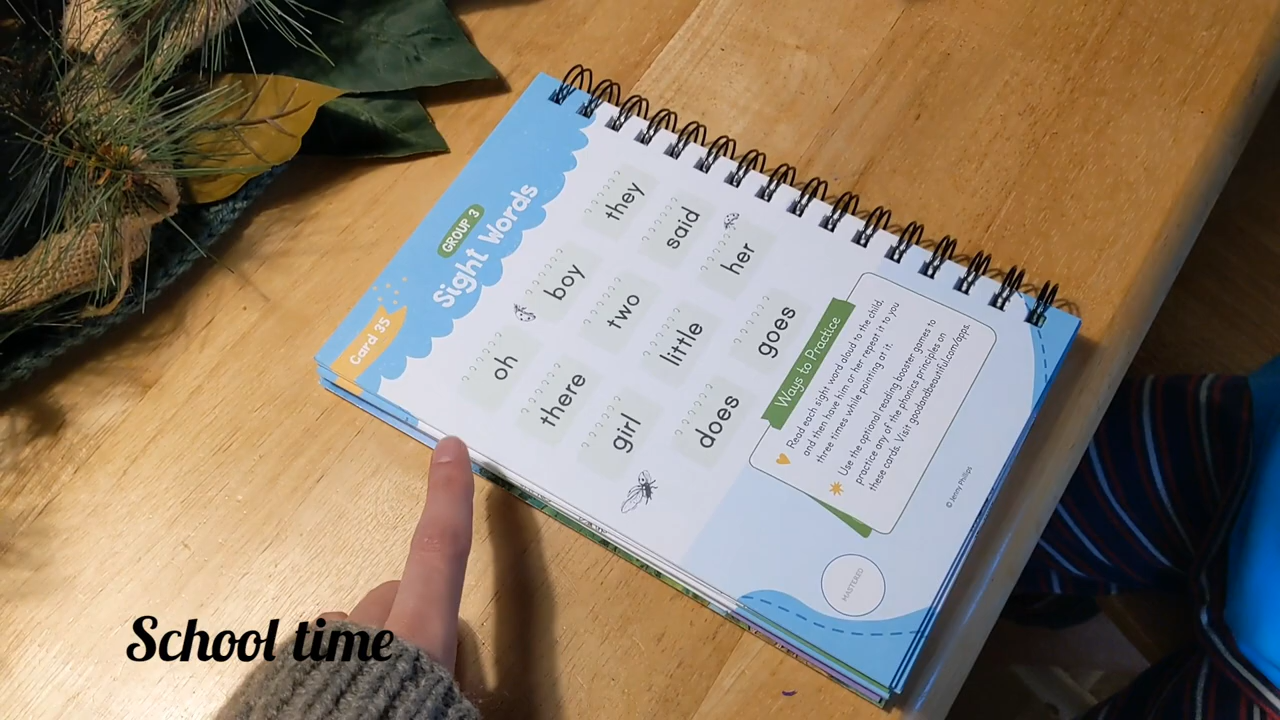 Card 35
GROUP 3
Sight Words
oh boy they
there two said
girl little her
does goes
Ways to Practice
Read each sight word aloud to the child,
and then have him or her repeat it to you
three times while pointing at it.
Use the optional reading booster games to
practice any of the phonics principles on
these cards. Visit goodandbeautiful.com/apps.
MASTERED
© Jenny Phillips
School time